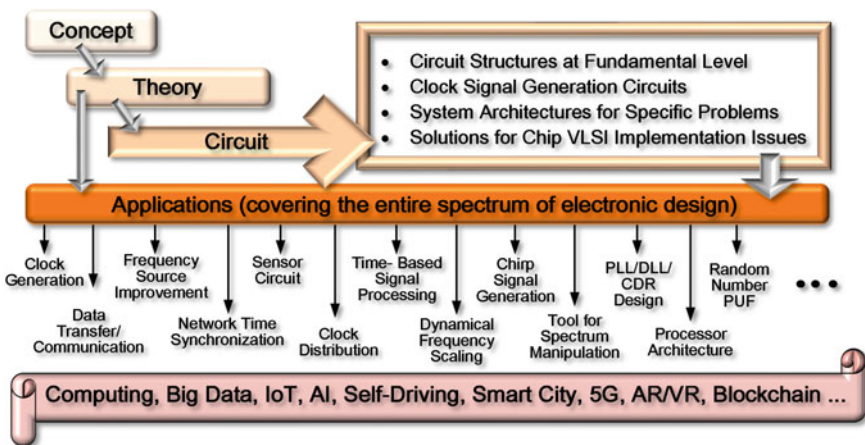 Concept
Theory
Circuit
• Circuit Structures at Fundamental Level
• Clock Signal Generation Circuits
• System Architectures for Specific Problems
• Solutions for Chip VLSI Implementation Issues
Applications (covering the entire spectrum of electronic design)
Clock
Generation
Data
Transfer/
Communication
Frequency
Source
Improvement
Network Time
Synchronization
Sensor
Circuit
Clock
Distribution
Time- Based
Signal
Processing
Dynamical
Frequency
Scaling
Chirp
Signal
Generation
Tool for
Spectrum
Manipulation
PLL/DLL/
CDR
Design
Processor
Architecture
Random
Number
PUF
...
Computing, Big Data, IoT, AI, Self-Driving, Smart City, 5G, AR/VR, Blockchain ...